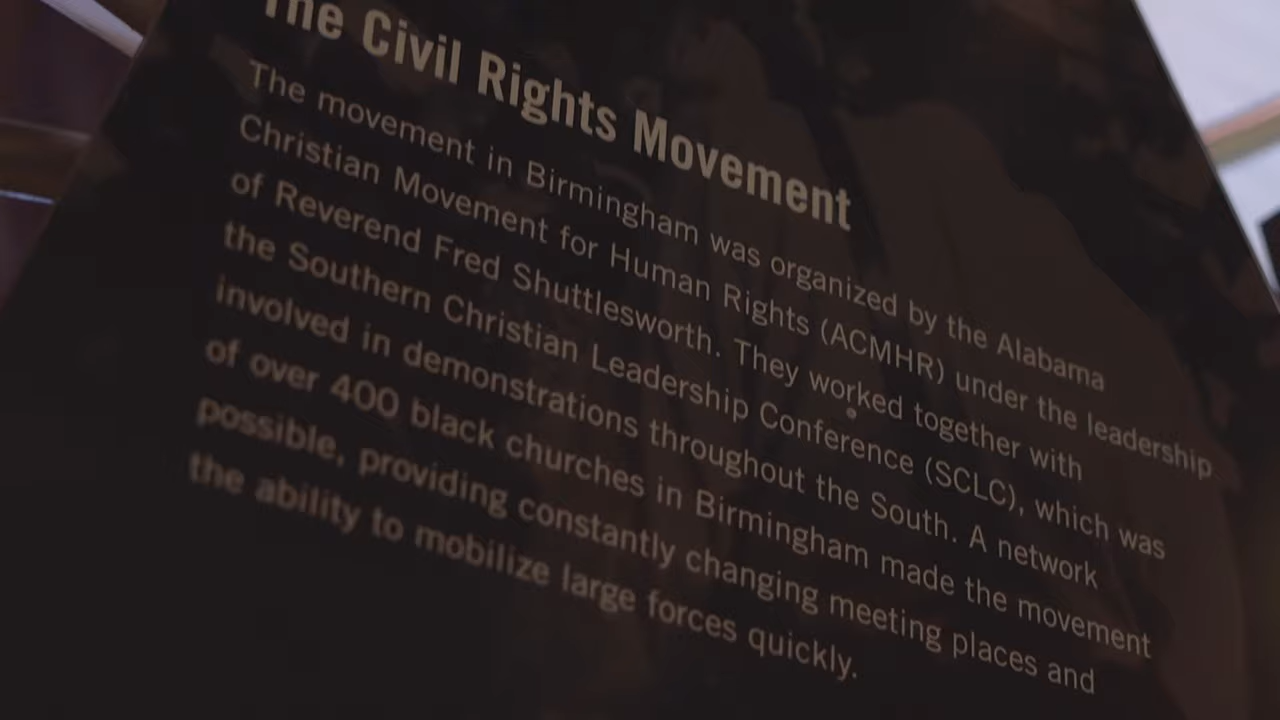 The Civil Rights Movement
The movement in Birmingham was organized by the Alabama
Christian Movement for Human Rights (ACMHR) under the leadership
of Reverend Fred Shuttlesworth. They worked together with
the Southern Christian Leadership Conference (SCLC), which was
involved in demonstrations throughout the South. A network
of over 400 black churches in Birmingham made the movement
possible, providing constantly changing meeting places and
the ability to mobilize large forces quickly.